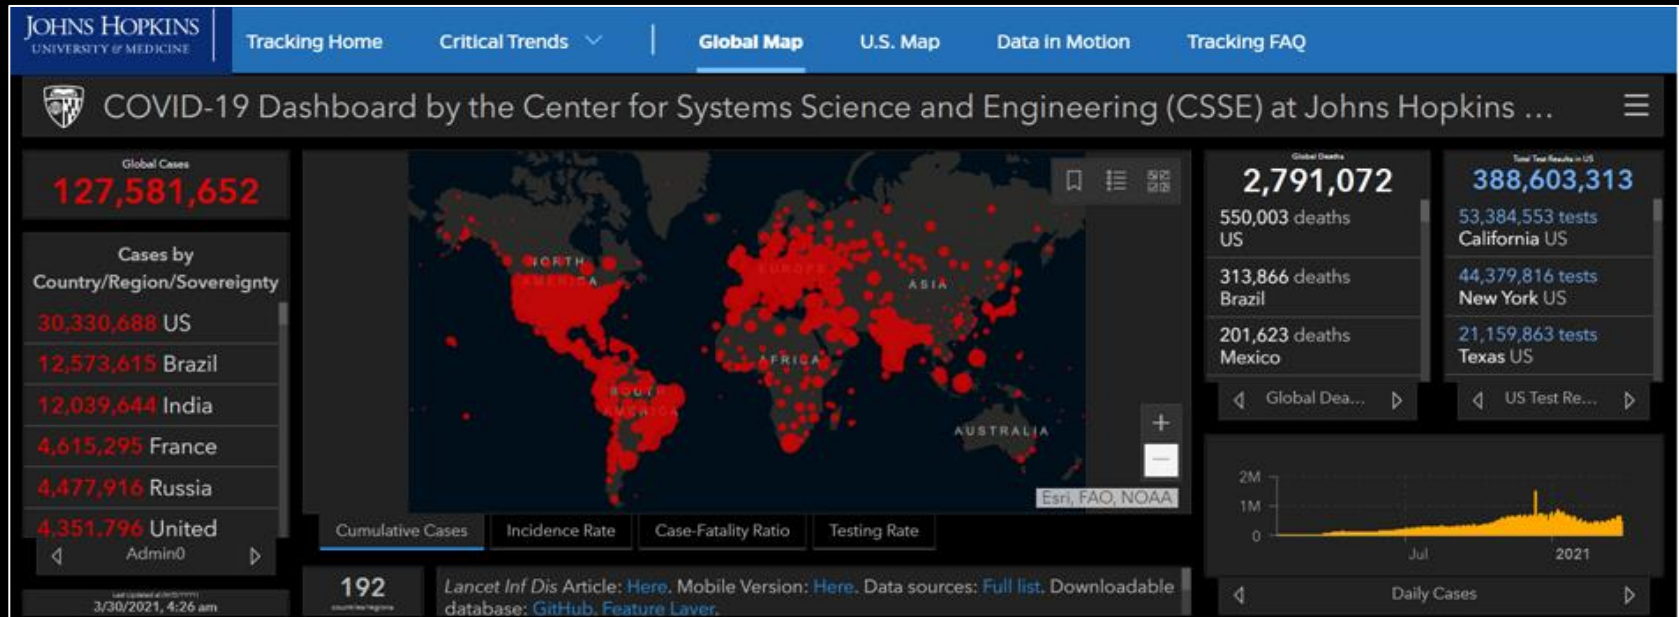 JOHNS HOPKINS
UNIVERSITY & MEDICINE
Tracking Home
Critical Trends
Global Map
U.S. Map
Data in Motion
Tracking FAQ
COVID-19 Dashboard by the Center for Systems Science and Engineering (CSSE) at Johns Hopkins ...
Global Cases
127,581,652
Cases by
Country/Region/Sovereignty
30,330,688 US
12,573,615 Brazil
12,039,644 India
4,615,295 France
4,477,916 Russia
4,351,796 United
Admin0
3/30/2021, 4:26 am
NORTH
AMERICA
SOUTH
AMERICA
EUROPE
AFRICA
ASIA
AUSTRALIA
Esri, FAO, NOAA
Cumulative Cases
Incidence Rate
Case-Fatality Ratio
Testing Rate
192
countries/regions
Lancet Inf Dis Article: Here. Mobile Version: Here. Data sources: Full list. Downloadable
database: GitHub. Feature Layer.
Global Deaths
2,791,072
550,003 deaths
US
313,866 deaths
Brazil
201,623 deaths
Mexico
Global Dea...
Total Test Results in US
388,603,313
53,384,553 tests
California US
44,379,816 tests
New York US
21,159,863 tests
Texas US
US Test Re...
2M
1M
0
Jul
2021
Daily Cases